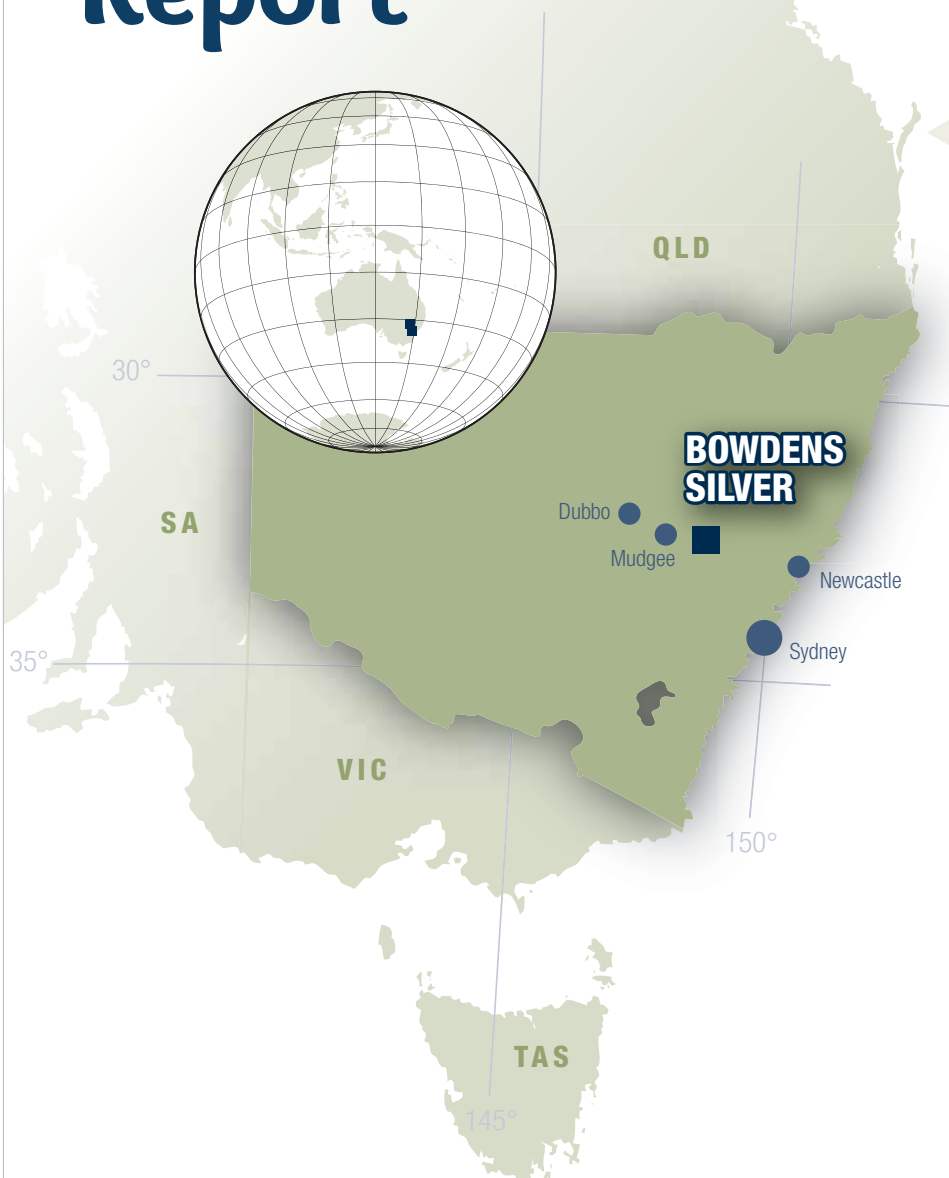 Report
QLD
30°
BOWDENS
SILVER
Dubbo
SA
Mudgee
Newcastle
Sydney
35°
VIC
150°
TAS
145°